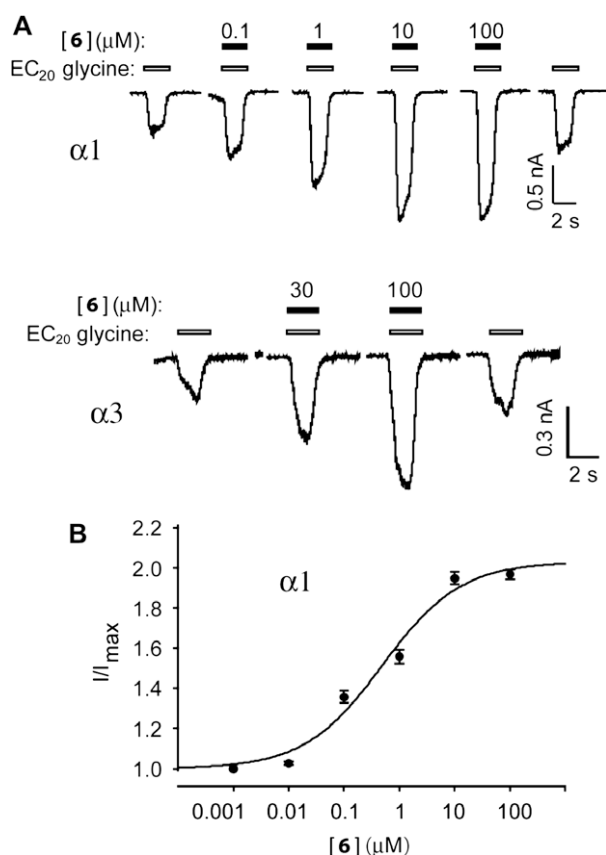 A
[6](μM): 0.1 1 10 100
EC20 glycine:
α1
0.5 nA
2 s
[6](μM): 30 100
EC20 glycine:
α3
0.3 nA
2 s
B
2.2
2.0
1.8
1.6
1.4
1.2
1.0
α1
I/Imax
0.001 0.01 0.1 1 10 100
[6](μM)